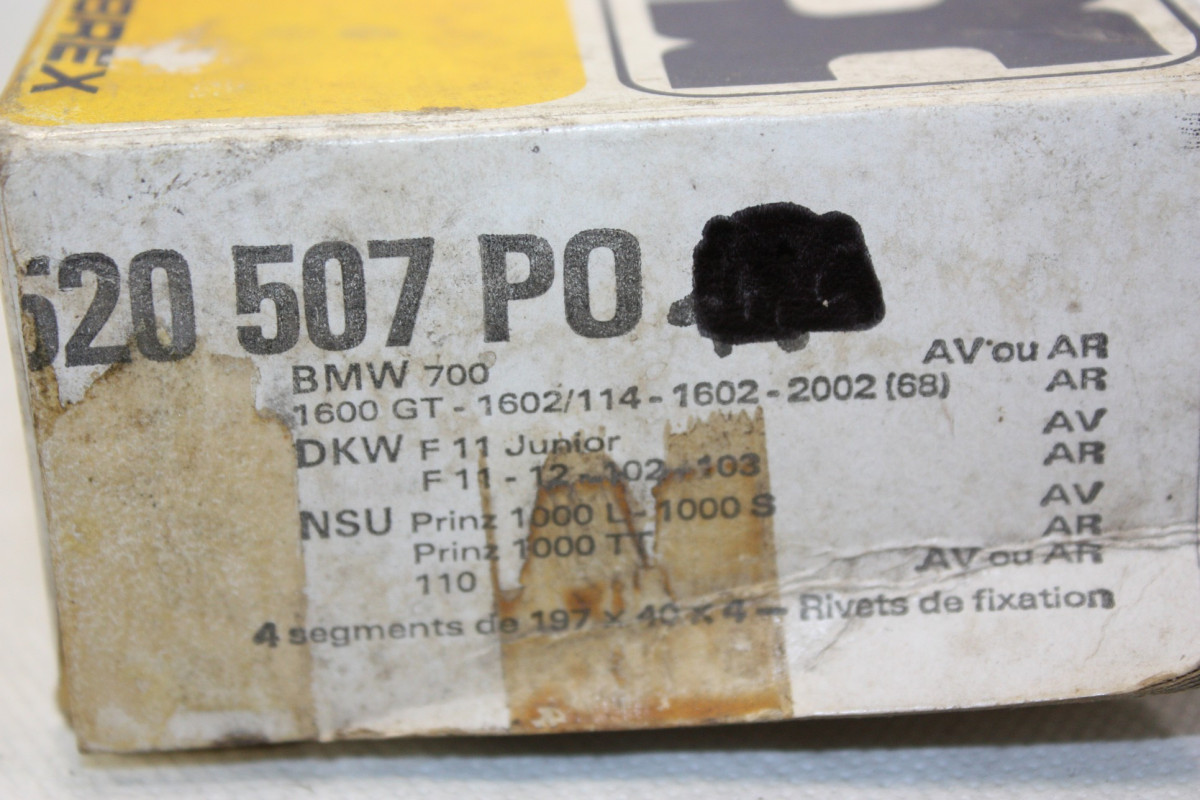 EREX
520 507 PO
BMW 700 AV ou AR
1600 GT - 1602/114 - 1602 - 2002 (68) AR
DKW F 11 Junior AV
F 11 - 12 - 102 - 103 AR
NSU Prinz 1000 L - 1000 S AV
Prinz 1000 TT AR
110 AV ou AR
4 segments de 197 x 40 x 4 — Rivets de fixation